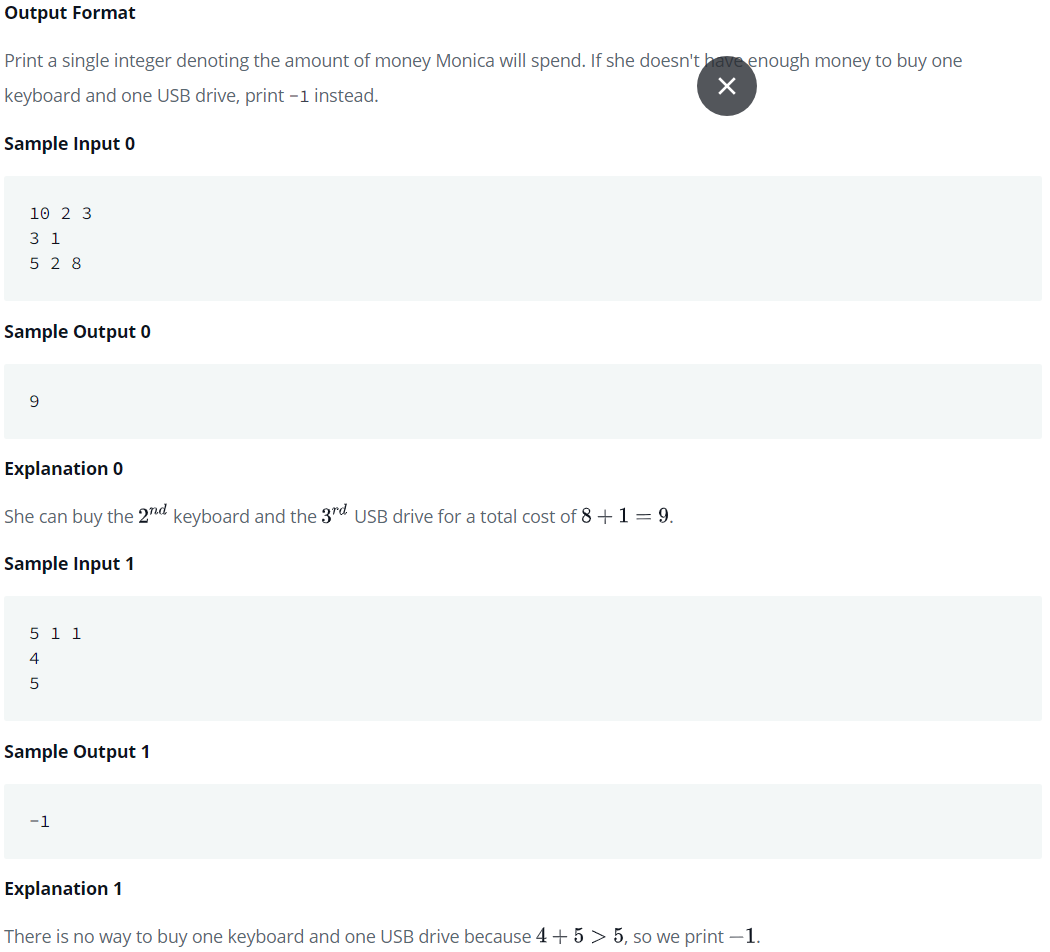 Output Format
Print a single integer denoting the amount of money Monica will spend. If she doesn't have enough money to buy one
keyboard and one USB drive, print -1 instead.
Sample Input 0
10 2 3
3 1
5 2 8
Sample Output 0
9
Explanation 0
She can buy the 2nd keyboard and the 3rd USB drive for a total cost of 8 + 1 = 9.
Sample Input 1
5 1 1
4
5
Sample Output 1
-1
Explanation 1
There is no way to buy one keyboard and one USB drive because 4 + 5 > 5, so we print −1.